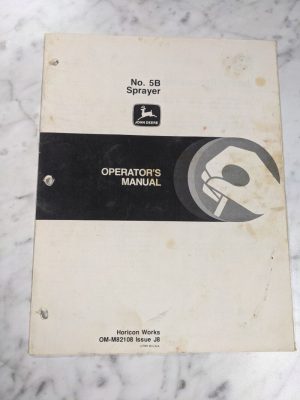 No. 5B
Sprayer
JOHN DEERE
OPERATOR'S
MANUAL
Horicon Works
OM-M82108 Issue J8